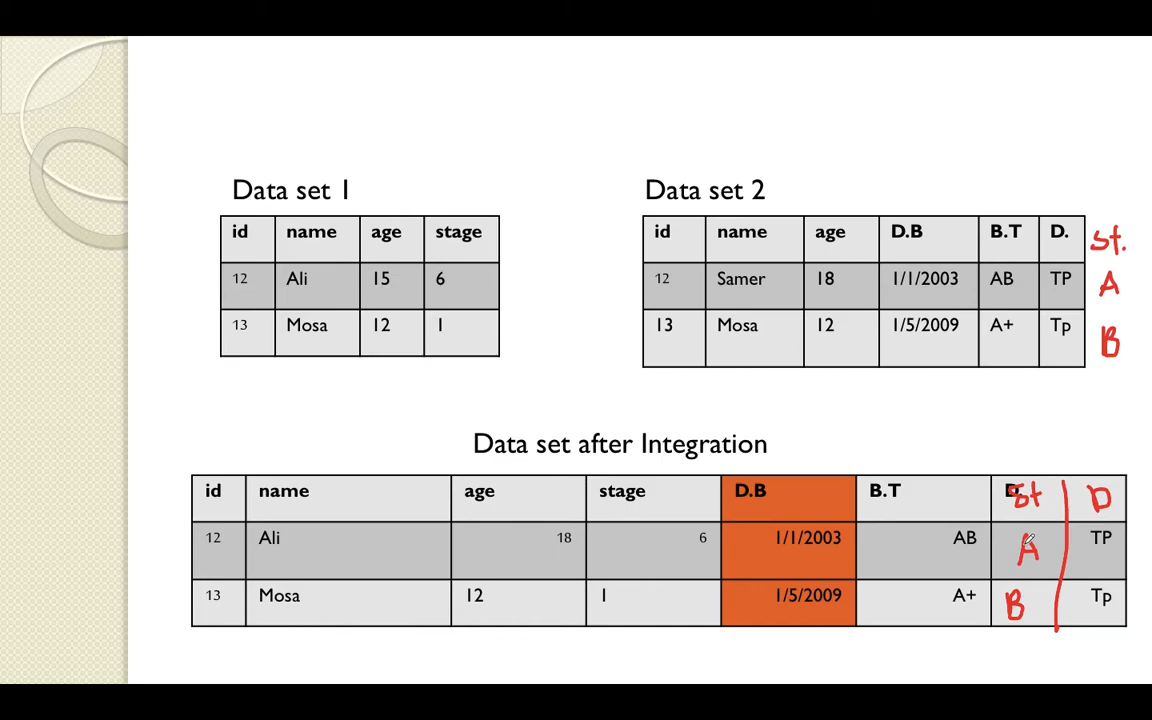 Data set 1
Data set 2
id name age stage
id name age D.B B.T D. St.
12 Ali 15 6
12 Samer 18 1/1/2003 AB TP A
13 Mosa 12 1
13 Mosa 12 1/5/2009 A+ Tp B
Data set after Integration
id name age stage D.B B.T D. St D
12 Ali 18 6 1/1/2003 AB A TP
13 Mosa 12 1 1/5/2009 A+ B Tp